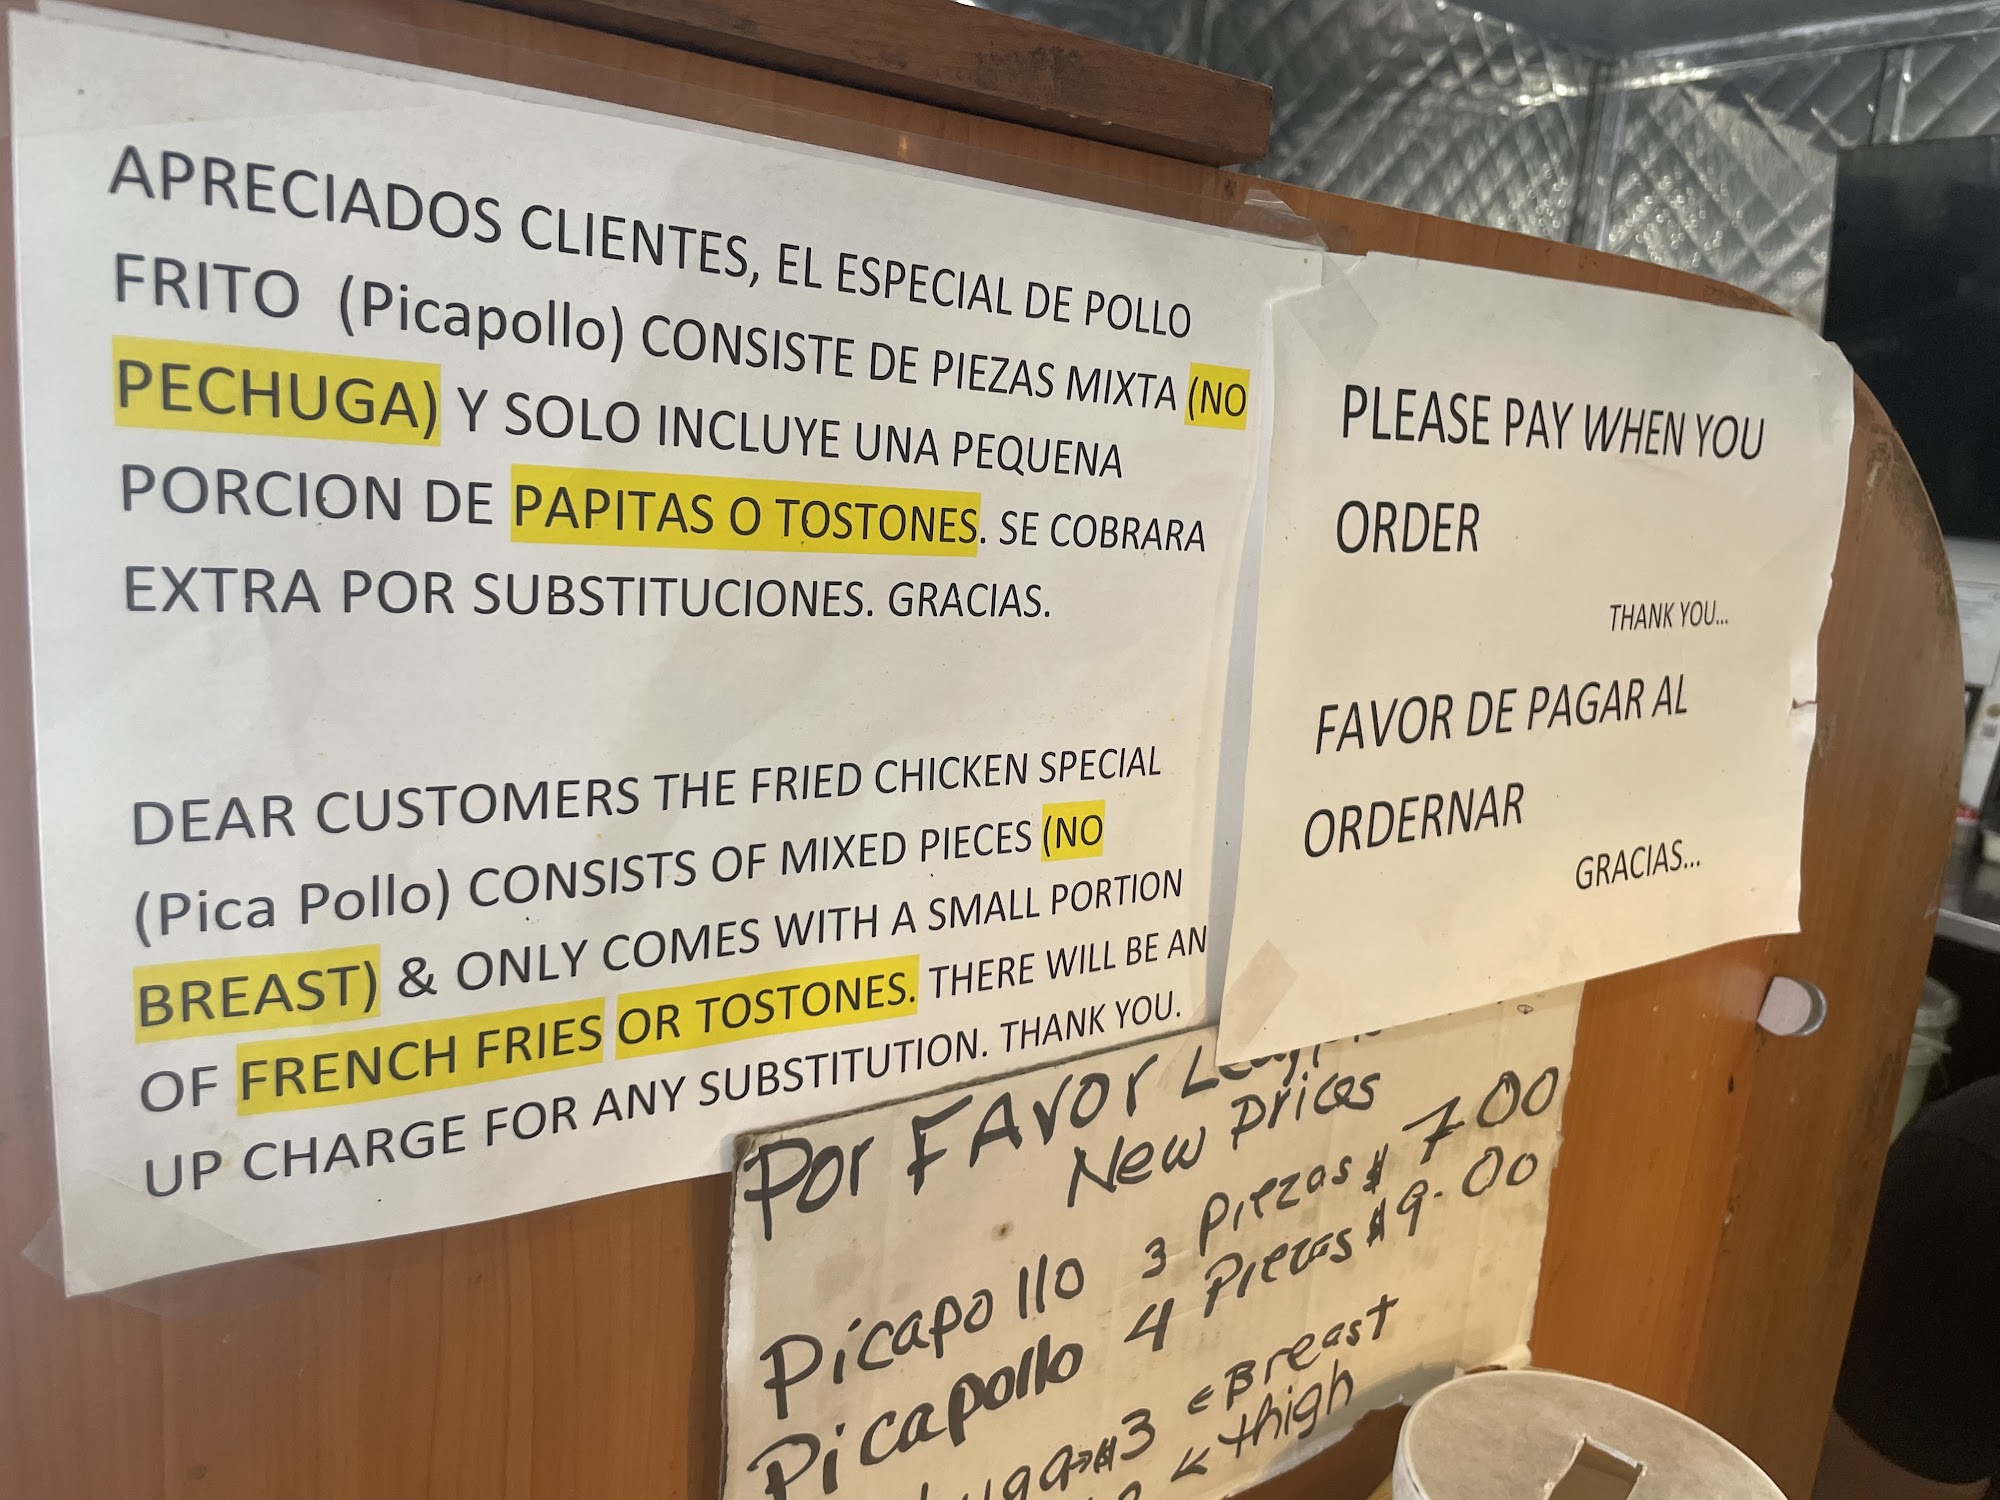 APRECIADOS CLIENTES, EL ESPECIAL DE POLLO
FRITO (Picapollo) CONSISTE DE PIEZAS MIXTA (NO
PECHUGA) Y SOLO INCLUYE UNA PEQUENA
PORCION DE PAPITAS O TOSTONES. SE COBRARA
EXTRA POR SUBSTITUCIONES. GRACIAS.
DEAR CUSTOMERS THE FRIED CHICKEN SPECIAL
(Pica Pollo) CONSISTS OF MIXED PIECES (NO
BREAST) & ONLY COMES WITH A SMALL PORTION
OF FRENCH FRIES OR TOSTONES. THERE WILL BE AN
UP CHARGE FOR ANY SUBSTITUTION. THANK YOU.
PLEASE PAY WHEN YOU
ORDER
THANK YOU...
FAVOR DE PAGAR AL
ORDERNAR
GRACIAS...
Por FAvor
New prices
Picapollo 3 Piezas $ 7.00
Picapollo 4 Piezas $9.00
$3 Breast
thigh